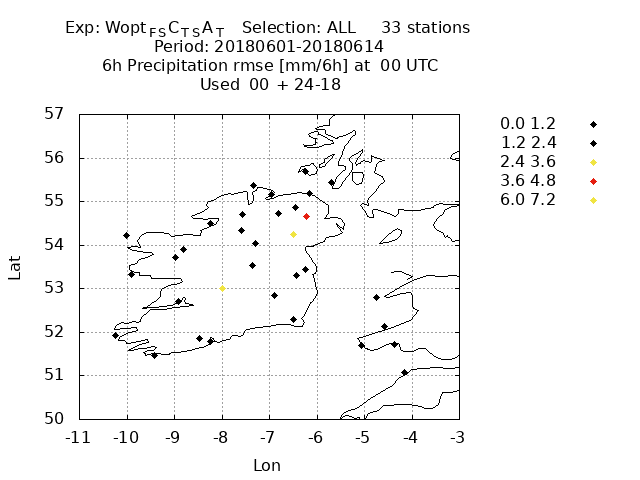 Exp: Wopt_FS C_TS A_T Selection: ALL 33 stations
Period: 20180601-20180614
6h Precipitation rmse [mm/6h] at 00 UTC
Used 00 + 24-18
57
56
55
54
53
52
51
50
Lat
-11 -10 -9 -8 -7 -6 -5 -4 -3
Lon
0.0 1.2
1.2 2.4
2.4 3.6
3.6 4.8
6.0 7.2